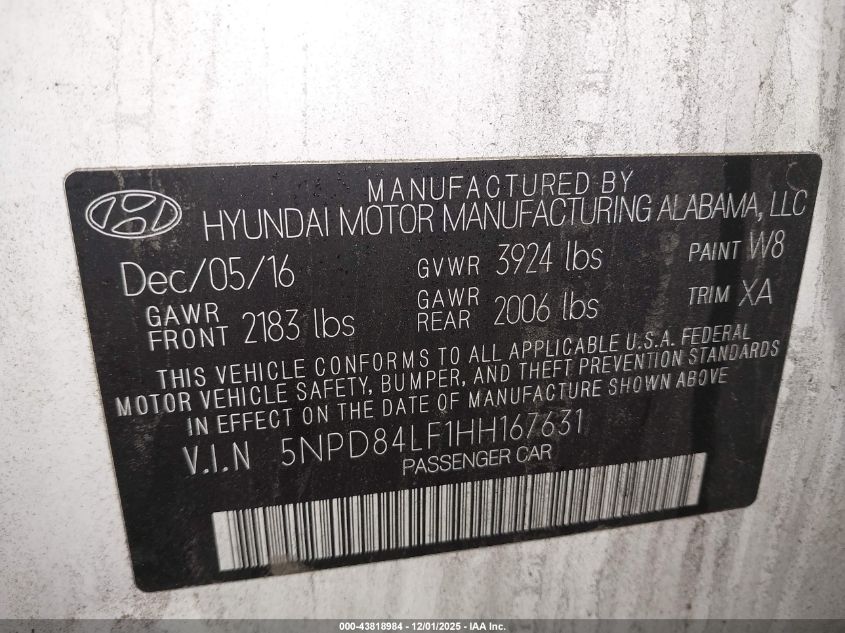 MANUFACTURED BY
HYUNDAI MOTOR MANUFACTURING ALABAMA, LLC
Dec/05/16 GVWR 3924 lbs PAINT W8
GAWR FRONT 2183 lbs GAWR REAR 2006 lbs TRIM XA
THIS VEHICLE CONFORMS TO ALL APPLICABLE U.S.A. FEDERAL
MOTOR VEHICLE SAFETY, BUMPER, AND THEFT PREVENTION STANDARDS
IN EFFECT ON THE DATE OF MANUFACTURE SHOWN ABOVE
V.I.N 5NPD84LF1HH167631
PASSENGER CAR
000-43818984 - 12/01/2025 - IAA Inc.